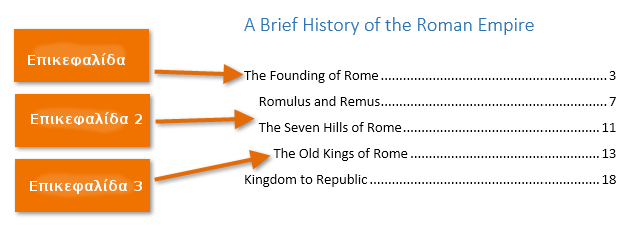 A Brief History of the Roman Empire
Επικεφαλίδα
The Founding of Rome 3
Romulus and Remus 7
Επικεφαλίδα 2
The Seven Hills of Rome 11
The Old Kings of Rome 13
Επικεφαλίδα 3
Kingdom to Republic 18